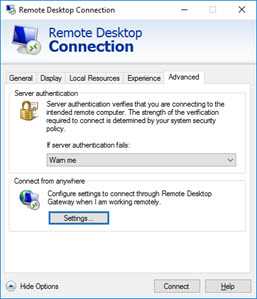 Remote Desktop Connection
Remote Desktop
Connection
General Display Local Resources Experience Advanced
Server authentication
Server authentication verifies that you are connecting to the
intended remote computer. The strength of the verification
required to connect is determined by your system security
policy.
If server authentication fails:
Warn me
Connect from anywhere
Configure settings to connect through Remote Desktop
Gateway when I am working remotely.
Settings...
Hide Options Connect Help